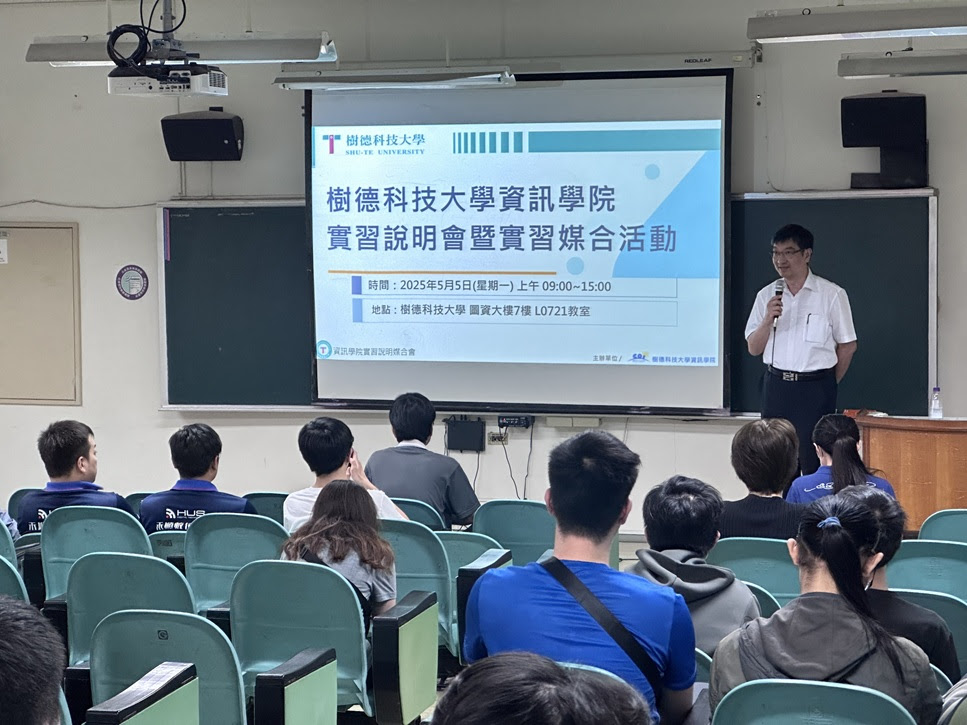 REDLEAF
樹德科技大學
SHU-TE UNIVERSITY
樹德科技大學資訊學院
實習說明會暨實習媒合活動
時間：2025年5月5日(星期一) 上午 09:00~15:00
地點：樹德科技大學 圖資大樓7樓 L0721教室
資訊學院實習說明媒合會
主辦單位/
樹德科技大學資訊學院
HUS
HUS
G